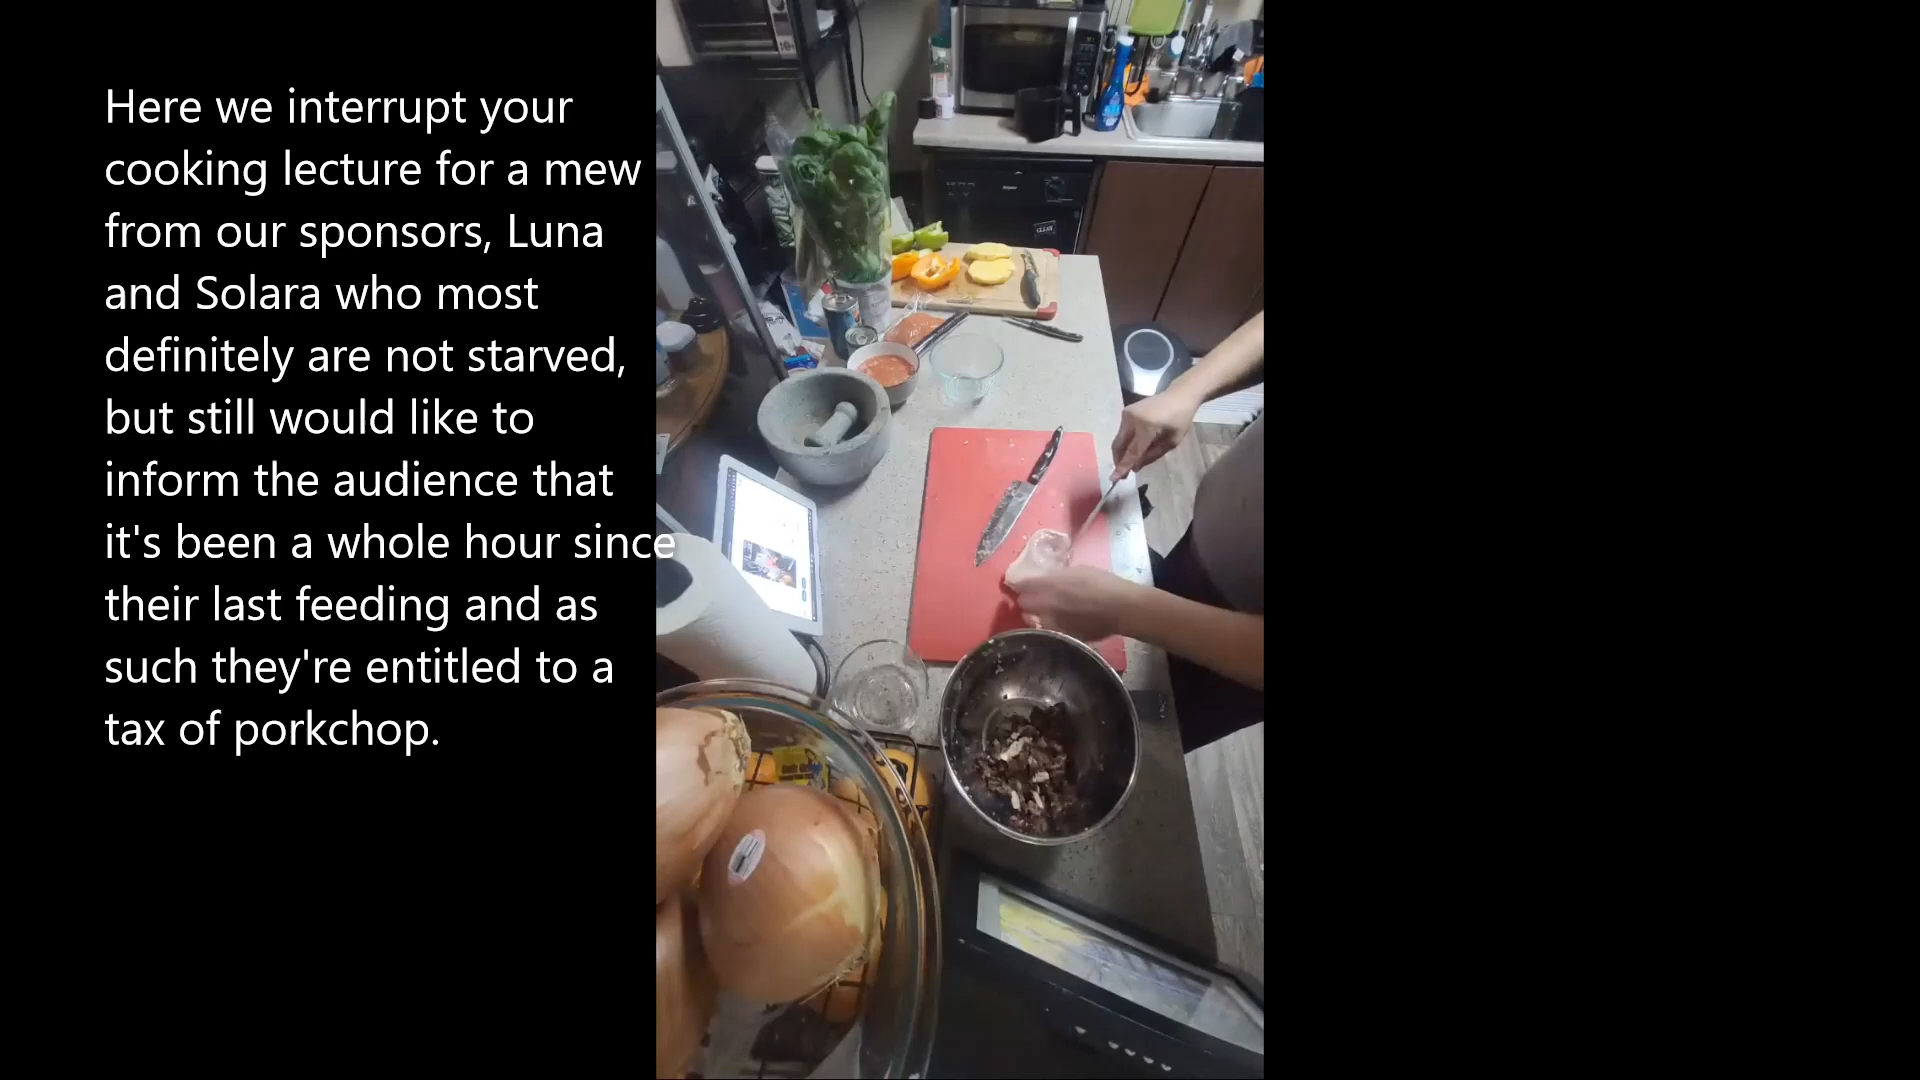 Here we interrupt your
cooking lecture for a mew
from our sponsors, Luna
and Solara who most
definitely are not starved,
but still would like to
inform the audience that
it's been a whole hour since
their last feeding and as
such they're entitled to a
tax of porkchop.
CLEAN